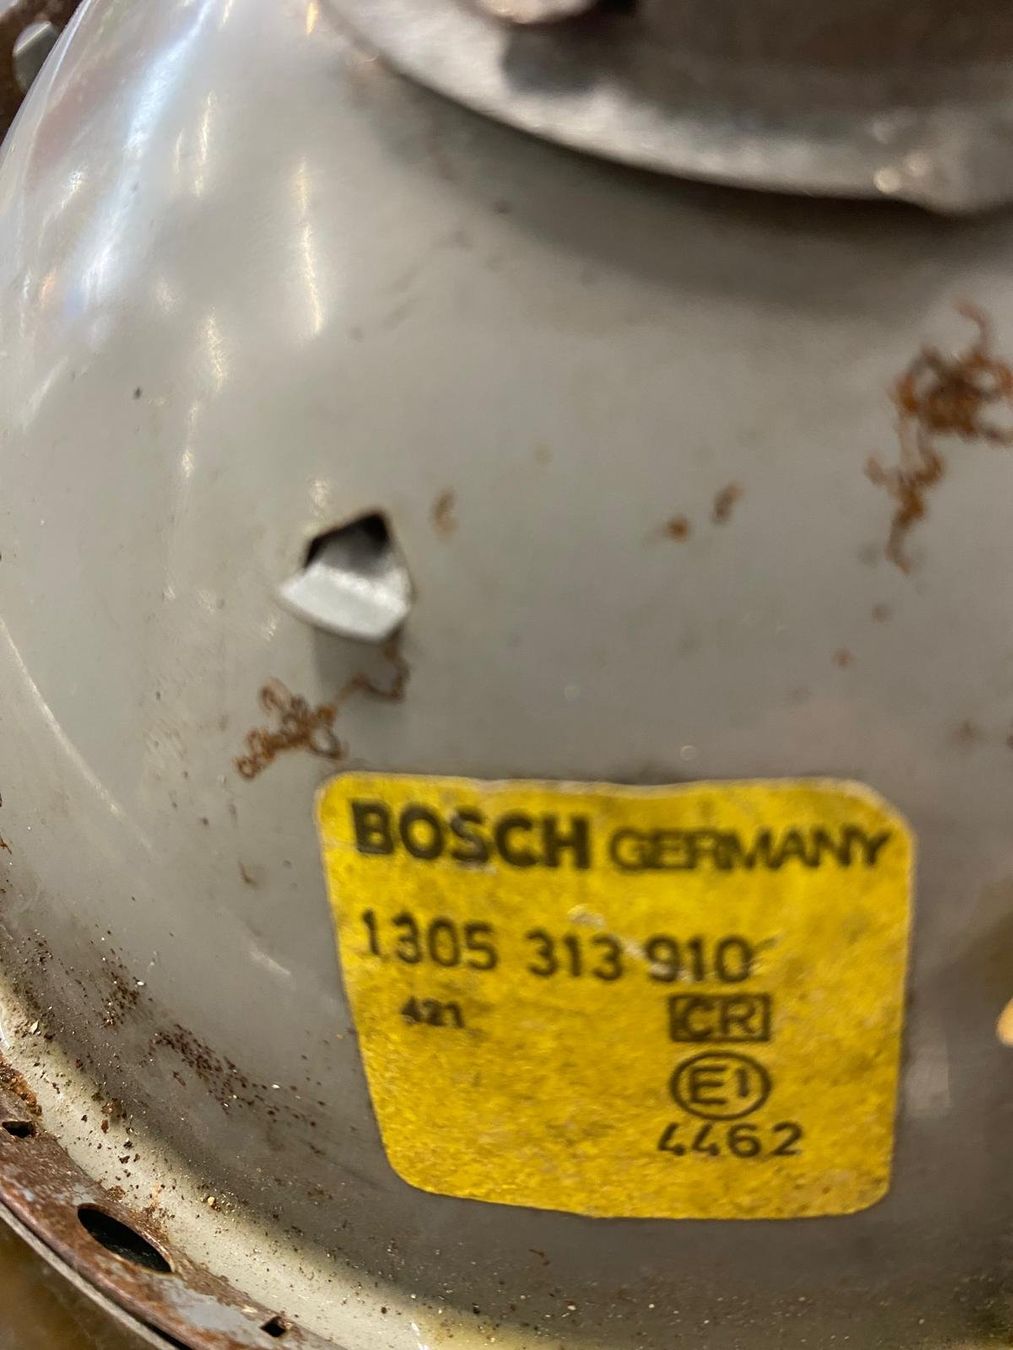 BOSCH GERMANY
1305 313 910
421 CR
E1
4462